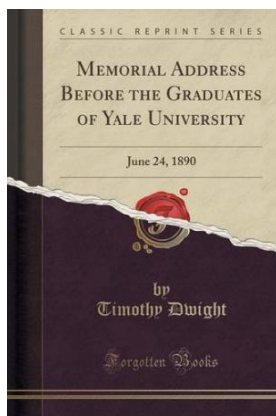 CLASSIC REPRINT SERIES
MEMORIAL ADDRESS
BEFORE THE GRADUATES
OF YALE UNIVERSITY
June 24, 1890
by
Timothy Dwight
Forgotten Books